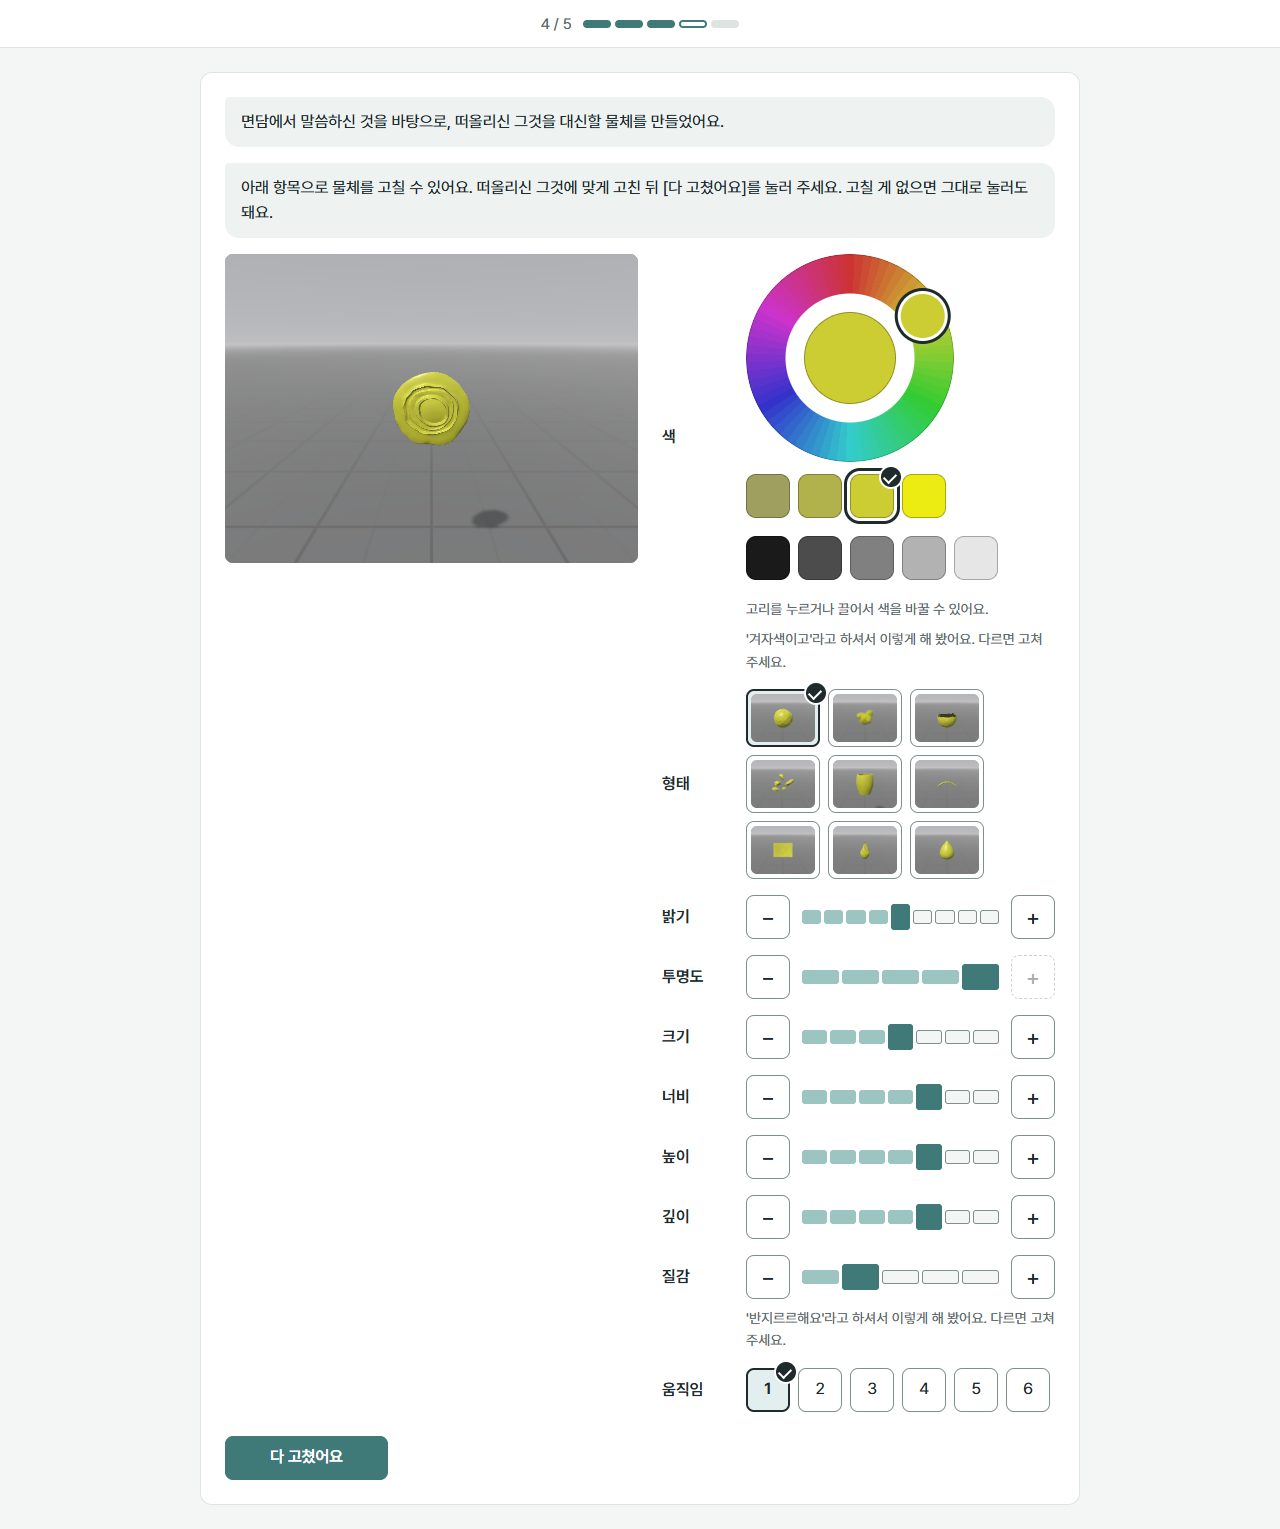 4 / 5
면담에서 말씀하신 것을 바탕으로, 떠올리신 그것을 대신할 물체를 만들었어요.
아래 항목으로 물체를 고칠 수 있어요. 떠올리신 그것에 맞게 고친 뒤 [다 고쳤어요]를 눌러 주세요. 고칠 게 없으면 그대로 눌러도
돼요.
색
고리를 누르거나 끌어서 색을 바꿀 수 있어요.
'겨자색이고'라고 하셔서 이렇게 해 봤어요. 다르면 고쳐
주세요.
형태
밝기
− +
투명도
− +
크기
− +
너비
− +
높이
− +
깊이
− +
질감
− +
'반지르르해요'라고 하셔서 이렇게 해 봤어요. 다르면 고쳐
주세요.
움직임
1 2 3 4 5 6
다 고쳤어요